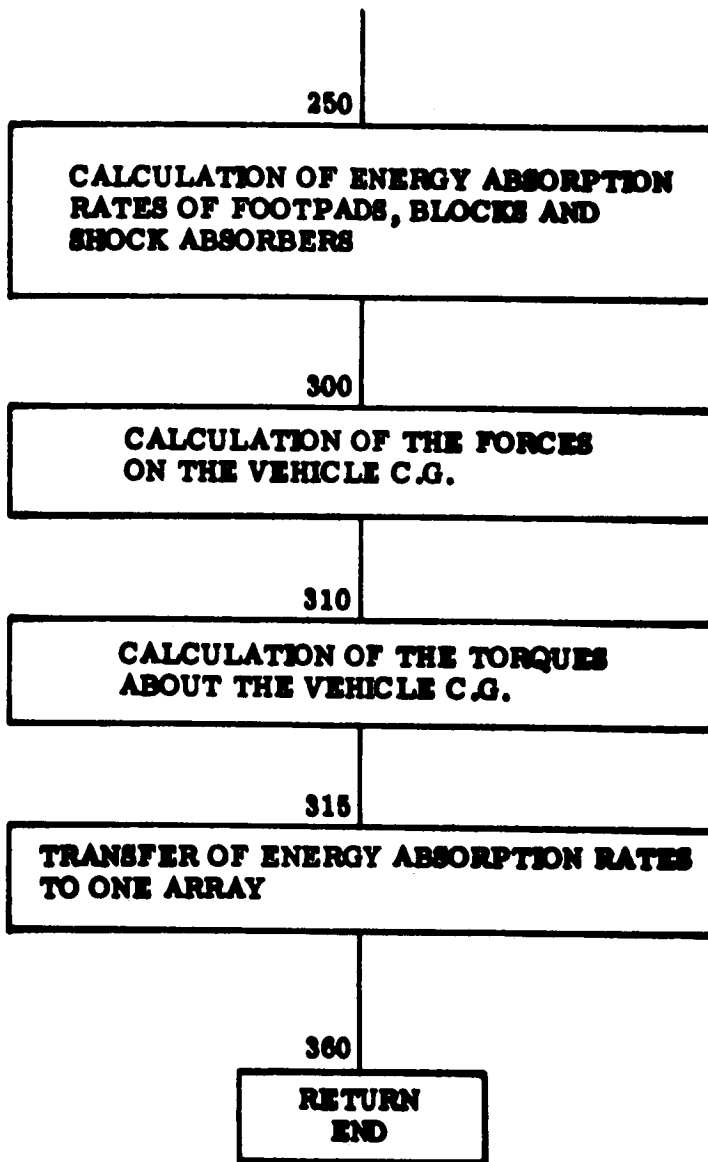 250
CALCULATION OF ENERGY ABSORPTION
RATES OF FOOTPADS, BLOCKS AND
SHOCK ABSORBERS
300
CALCULATION OF THE FORCES
ON THE VEHICLE C.G.
310
CALCULATION OF THE TORQUES
ABOUT THE VEHICLE C.G.
315
TRANSFER OF ENERGY ABSORPTION RATES
TO ONE ARRAY
360
RETURN
END